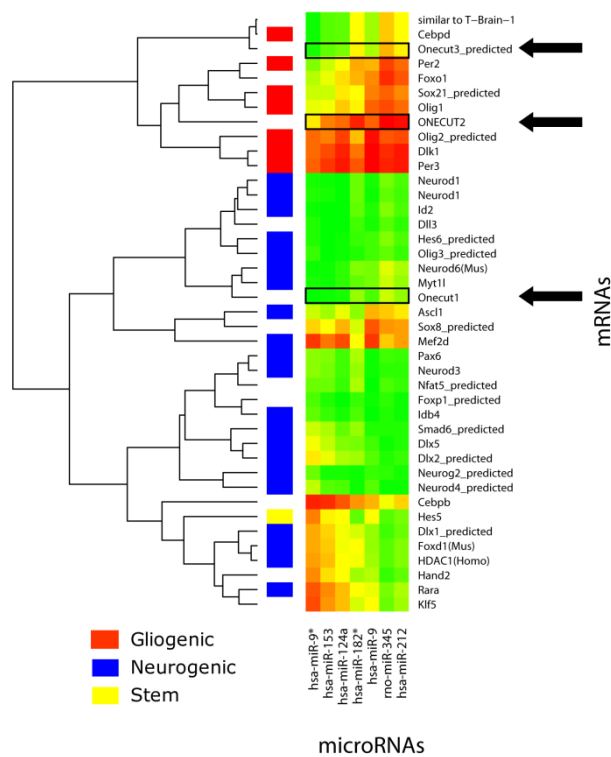 similar to T-Brain-1
Cebpd
Onecut3_predicted
Per2
Foxo1
Sox21_predicted
Olig1
ONECUT2
Olig2_predicted
Dlk1
Per3
Neurod1
Neurod1
Id2
Dll3
Hes6_predicted
Olig3_predicted
Neurod6(Mus)
Myt1l
Onecut1
Ascl1
Sox8_predicted
Mef2d
Pax6
Neurod3
Nfat5_predicted
Foxp1_predicted
Idb4
Smad6_predicted
Dlx5
Dlx2_predicted
Neurog2_predicted
Neurod4_predicted
Cebpb
Hes5
Dlx1_predicted
Foxd1(Mus)
HDAC1(Homo)
Hand2
Rara
Klf5
mRNAs
Gliogenic
Neurogenic
Stem
hsa-miR-9*
hsa-miR-153
hsa-miR-124a
hsa-miR-182*
hsa-miR-9
rno-miR-345
hsa-miR-212
microRNAs